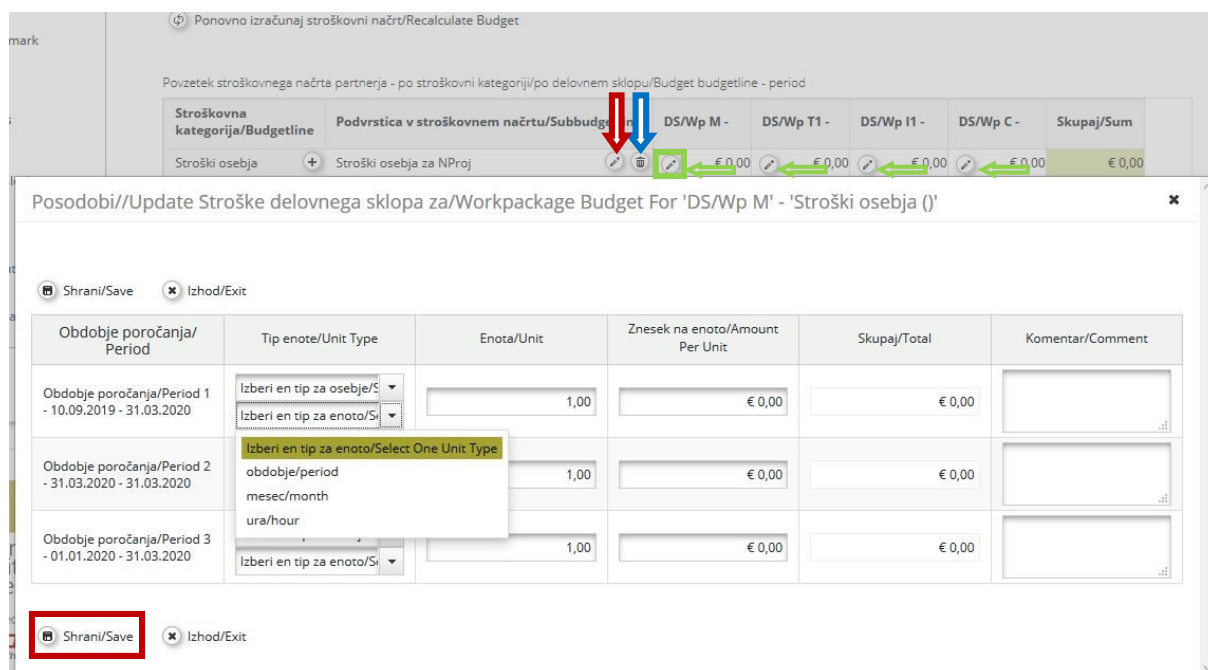 Ponovno izračunaj stroškovni načrt/Recalculate Budget
mark
Povzetek stroškovnega načrta partnerja - po stroškovni kategoriji/po delovnem sklopu/Budget budgetline - period
Stroškovna
kategorija/Budgetline
Podvrstica v stroškovnem načrtu/Subbudge
DS/Wp M -
DS/Wp T1 -
DS/Wp I1 -
DS/Wp C -
Skupaj/Sum
Stroški osebja
Stroški osebja za NProj
€ 0,00
€ 0,00
€ 0,00
€ 0,00
€ 0,00
Posodobi//Update Stroške delovnega sklopa za/Workpackage Budget For 'DS/Wp M' - 'Stroški osebja ()'
Shrani/Save
Izhod/Exit
Obdobje poročanja/
Period
Tip enote/Unit Type
Enota/Unit
Znesek na enoto/Amount
Per Unit
Skupaj/Total
Komentar/Comment
Obdobje poročanja/Period 1
- 10.09.2019 - 31.03.2020
Izberi en tip za osebje/S
Izberi en tip za enoto/Se
1,00
€ 0,00
€ 0,00
Izberi en tip za enoto/Select One Unit Type
obdobje/period
mesec/month
ura/hour
Obdobje poročanja/Period 2
- 31.03.2020 - 31.03.2020
1,00
€ 0,00
€ 0,00
Obdobje poročanja/Period 3
- 01.01.2020 - 31.03.2020
Izberi en tip za enoto/Se
1,00
€ 0,00
€ 0,00
Shrani/Save
Izhod/Exit